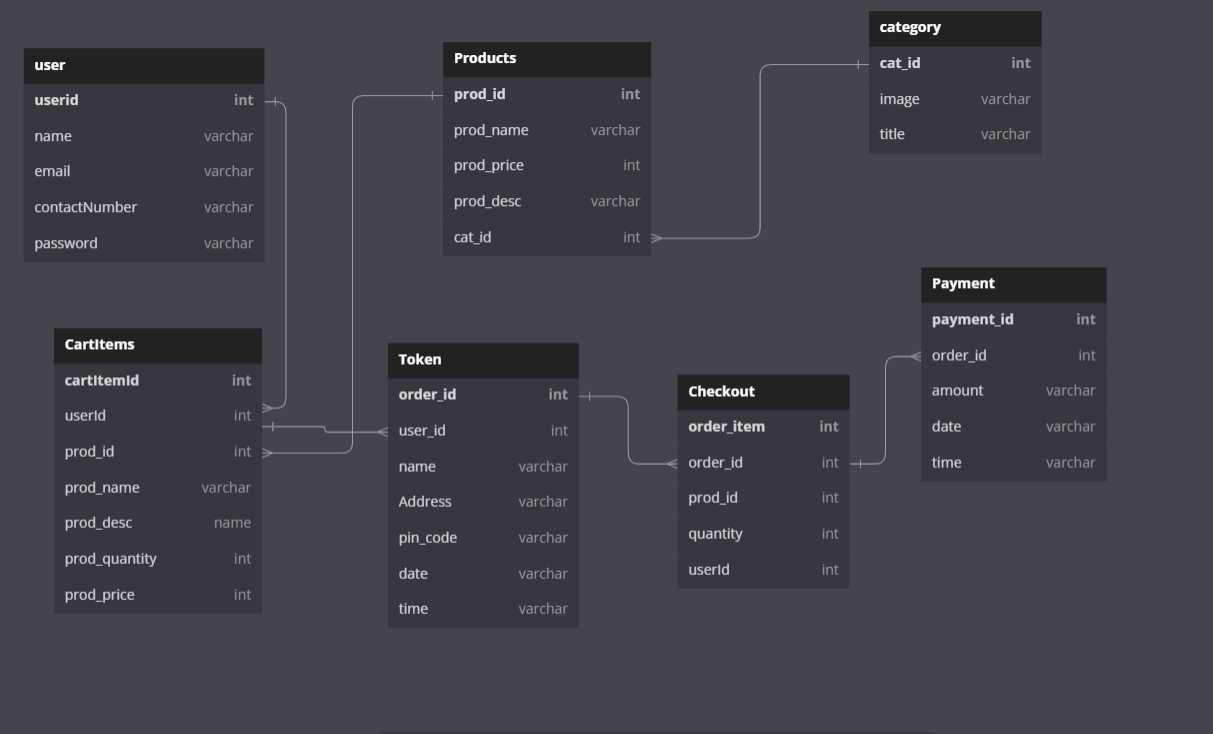 user
userid int
name varchar
email varchar
contactNumber varchar
password varchar
Products
prod_id int
prod_name varchar
prod_price int
prod_desc varchar
cat_id int
category
cat_id int
image varchar
title varchar
CartItems
cartItemId int
userId int
prod_id int
prod_name varchar
prod_desc name
prod_quantity int
prod_price int
Token
order_id int
user_id int
name varchar
Address varchar
pin_code varchar
date varchar
time varchar
Checkout
order_item int
order_id int
prod_id int
quantity int
userId int
Payment
payment_id int
order_id int
amount varchar
date varchar
time varchar